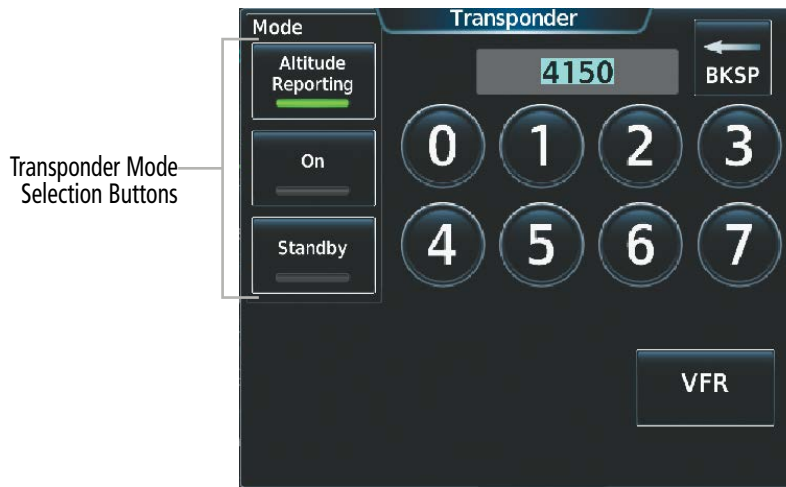 Transponder Mode
Selection Buttons
Mode
Transponder
Altitude
Reporting
On
Standby
4150
BKSP
0 1 2 3
4 5 6 7
VFR